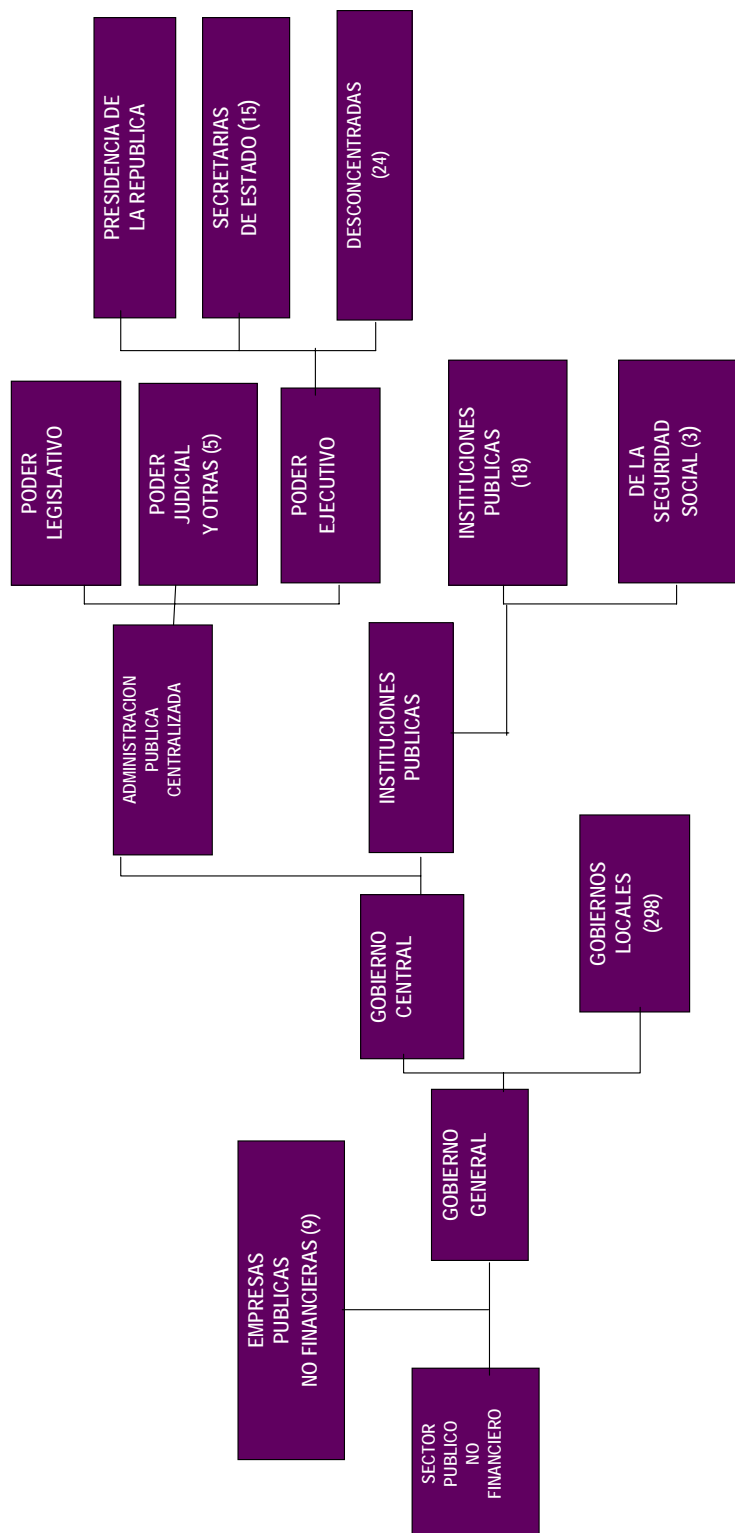 SECTOR
PUBLICO
NO
FINANCIERO
EMPRESAS
PUBLICAS
NO FINANCIERAS (9)
GOBIERNO
GENERAL
GOBIERNO
CENTRAL
GOBIERNOS
LOCALES
(298)
ADMINISTRACION
PUBLICA
CENTRALIZADA
INSTITUCIONES
PUBLICAS
PODER
LEGISLATIVO
PODER
JUDICIAL
Y OTRAS (5)
PODER
EJECUTIVO
INSTITUCIONES
PUBLICAS
(18)
DE LA
SEGURIDAD
SOCIAL (3)
PRESIDENCIA DE
LA REPUBLICA
SECRETARIAS
DE ESTADO (15)
DESCONCENTRADAS
(24)